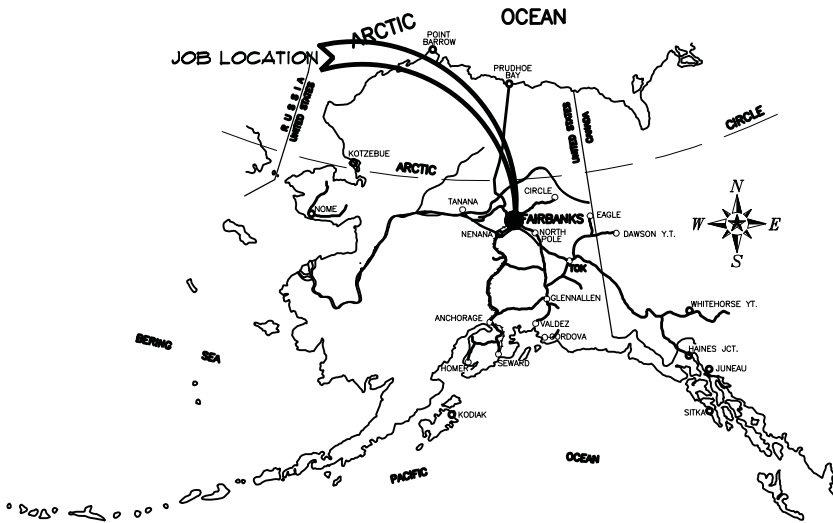 OCEAN
ARCTIC
POINT
BARROW
JOB LOCATION
PRUDHOE
BAY
RUSSIA
UNITED STATES
CANADA
UNITED STATES
CIRCLE
KOTZEBUE
ARCTIC
CIRCLE
TANANA
NOME
FAIRBANKS
EAGLE
NENANA
NORTH
POLE
DAWSON Y.T.
N
W
E
S
TOK
GLENNALLEN
WHITEHORSE YT.
ANCHORAGE
VALDEZ
CORDOVA
BERING SEA
HAINES JCT.
HOMER
SEWARD
JUNEAU
KODIAK
SITKA
PACIFIC
OCEAN